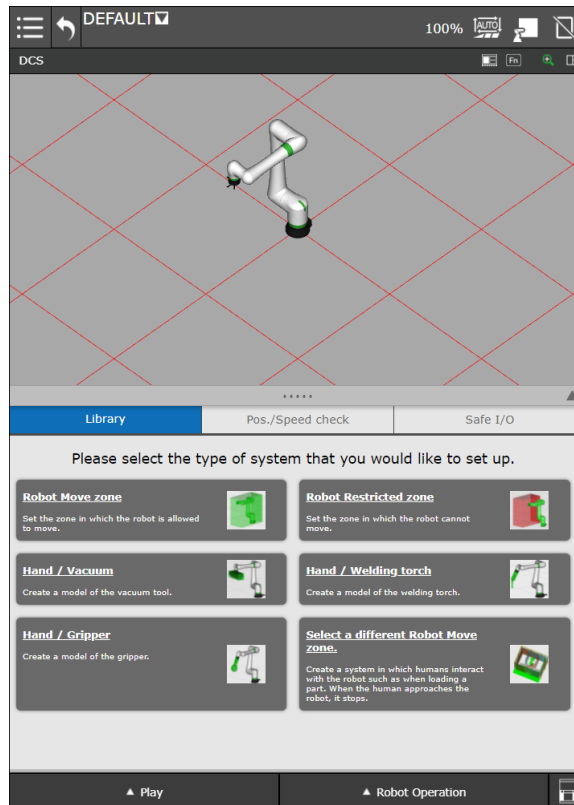 DEFAULT
100%
AUTO
DCS
Fn
Library
Pos./Speed check
Safe I/O
Please select the type of system that you would like to set up.
Robot Move zone
Set the zone in which the robot is allowed
to move.
Robot Restricted zone
Set the zone in which the robot cannot
move.
Hand / Vacuum
Create a model of the vacuum tool.
Hand / Welding torch
Create a model of the welding torch.
Hand / Gripper
Create a model of the gripper.
Select a different Robot Move
zone.
Create a system in which humans interact
with the robot such as when loading a
part. When the human approaches the
robot, it stops.
Play
Robot Operation